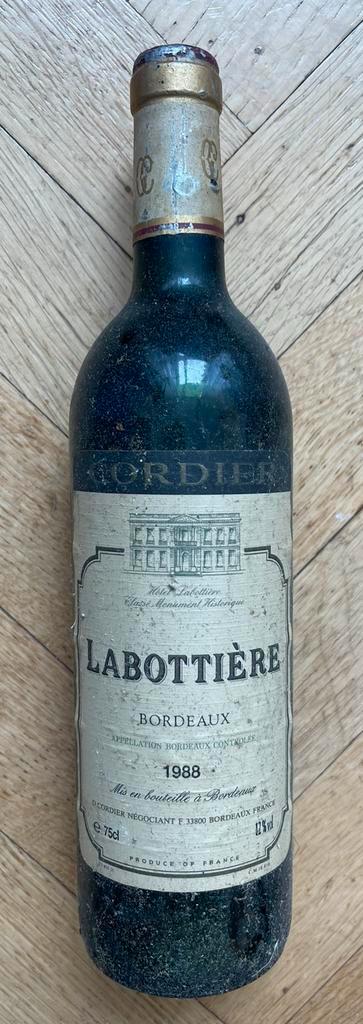 CORDIER
Hôtel Labottière
Classé Monument Historique
LABOTTIÈRE
BORDEAUX
APPELLATION BORDEAUX CONTROLÉE
1988
Mis en bouteille à Bordeaux
D.CORDIER NÉGOCIANT F 33800 BORDEAUX FRANCE
e 75cl
12%vol
PRODUCE OF FRANCE